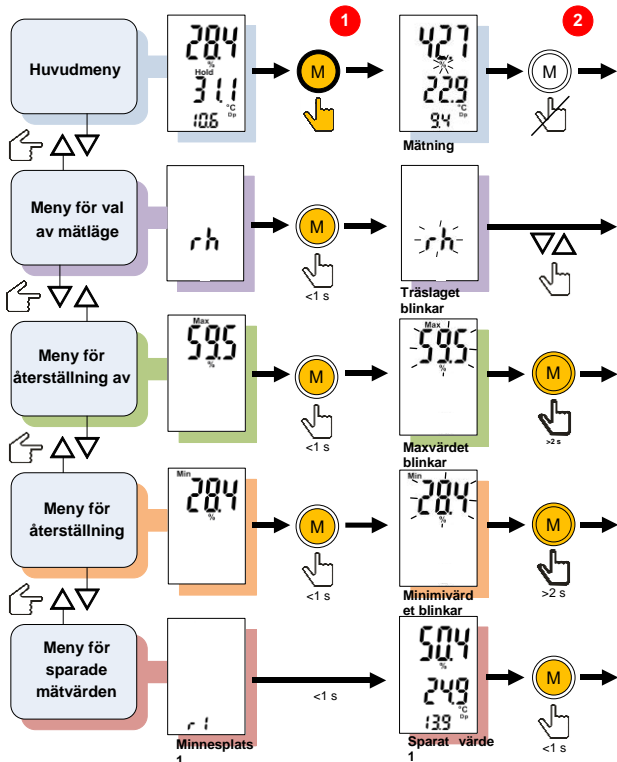 1
2
Huvudmeny
28.4
%
Hold
31.1
°C
Dp
10.6
M
42.7
%
22.9
°C
Dp
9.4
Mätning
M
Meny för val
av mätläge
rh
M
<1 s
rh
Träslaget
blinkar
Meny för
återställning av
Max
59.5
%
M
<1 s
Max
59.5
%
Maxvärdet
blinkar
M
>2 s
Meny för
återställning
Min
28.4
%
M
<1 s
Min
28.4
%
Minimivärd
et blinkar
M
>2 s
Meny för
sparade
mätvärden
r 1
Minnesplats
1
<1 s
50.4
%
24.9
°C
Dp
13.9
Sparat värde
1
M
<1 s